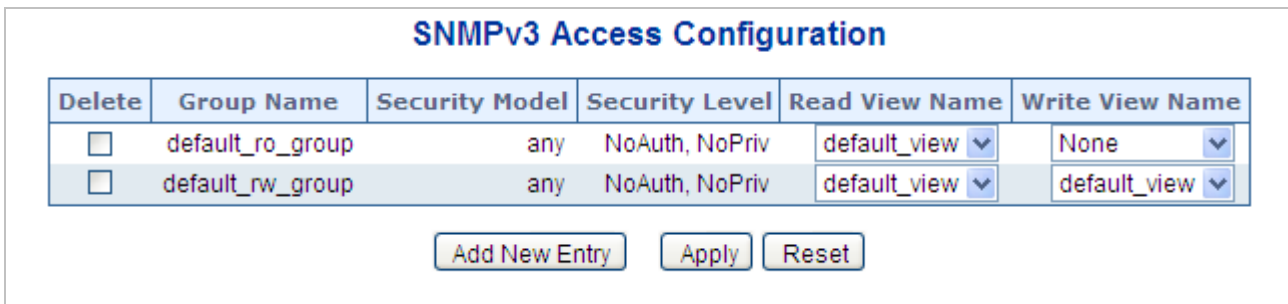 SNMPv3 Access Configuration
Delete Group Name Security Model Security Level Read View Name Write View Name
default_ro_group any NoAuth, NoPriv default_view None
default_rw_group any NoAuth, NoPriv default_view default_view
Add New Entry Apply Reset